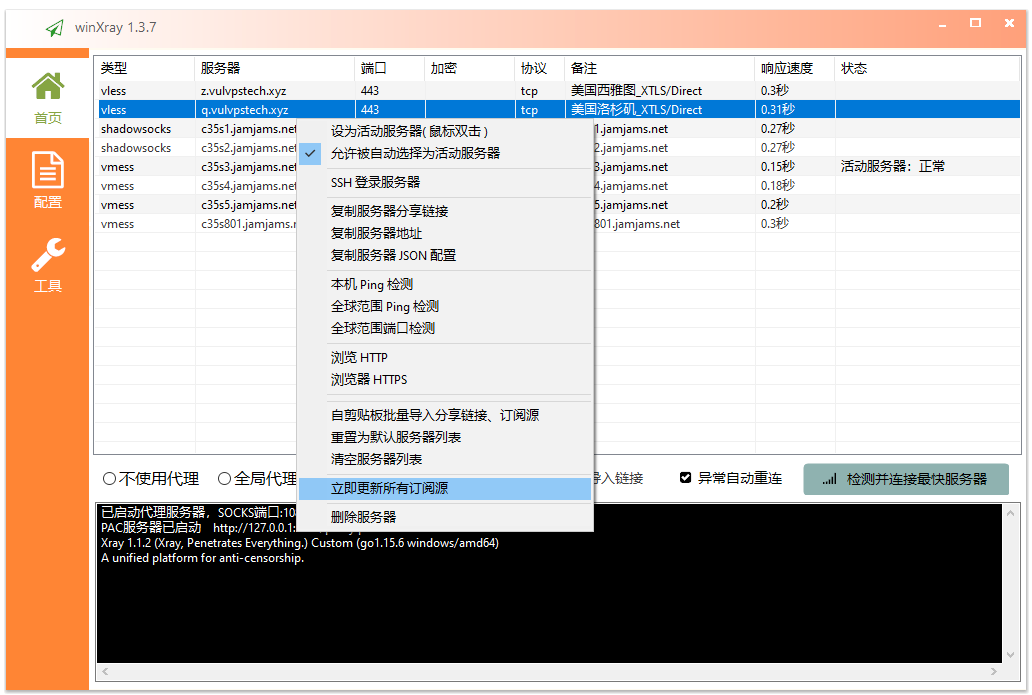 winXray 1.3.7
类型 服务器 端口 加密 协议 备注 响应速度 状态
vless z.vulvpstech.xyz 443 tcp 美国西雅图_XTLS/Direct 0.3秒
vless q.vulvpstech.xyz 443 tcp 美国洛杉矶_XTLS/Direct 0.31秒
shadowsocks c35s1.jamjams.net 1.jamjams.net 0.27秒
shadowsocks c35s2.jamjams.net 2.jamjams.net 0.27秒
vmess c35s3.jamjams.net 3.jamjams.net 0.15秒 活动服务器：正常
vmess c35s4.jamjams.net 4.jamjams.net 0.18秒
vmess c35s5.jamjams.net 5.jamjams.net 0.2秒
vmess c35s801.jamjams.n 801.jamjams.net 0.3秒
首页
配置
工具
设为活动服务器( 鼠标双击 )
允许被自动选择为活动服务器
SSH 登录服务器
复制服务器分享链接
复制服务器地址
复制服务器 JSON 配置
本机 Ping 检测
全球范围 Ping 检测
全球范围端口检测
浏览 HTTP
浏览器 HTTPS
自剪贴板批量导入分享链接、订阅源
重置为默认服务器列表
清空服务器列表
立即更新所有订阅源
删除服务器
不使用代理 全局代理 导入链接 异常自动重连 检测并连接最快服务器
已启动代理服务器，SOCKS端口:10
PAC服务器已启动 http://127.0.0.1:
Xray 1.1.2 (Xray, Penetrates Everything.) Custom (go1.15.6 windows/amd64)
A unified platform for anti-censorship.